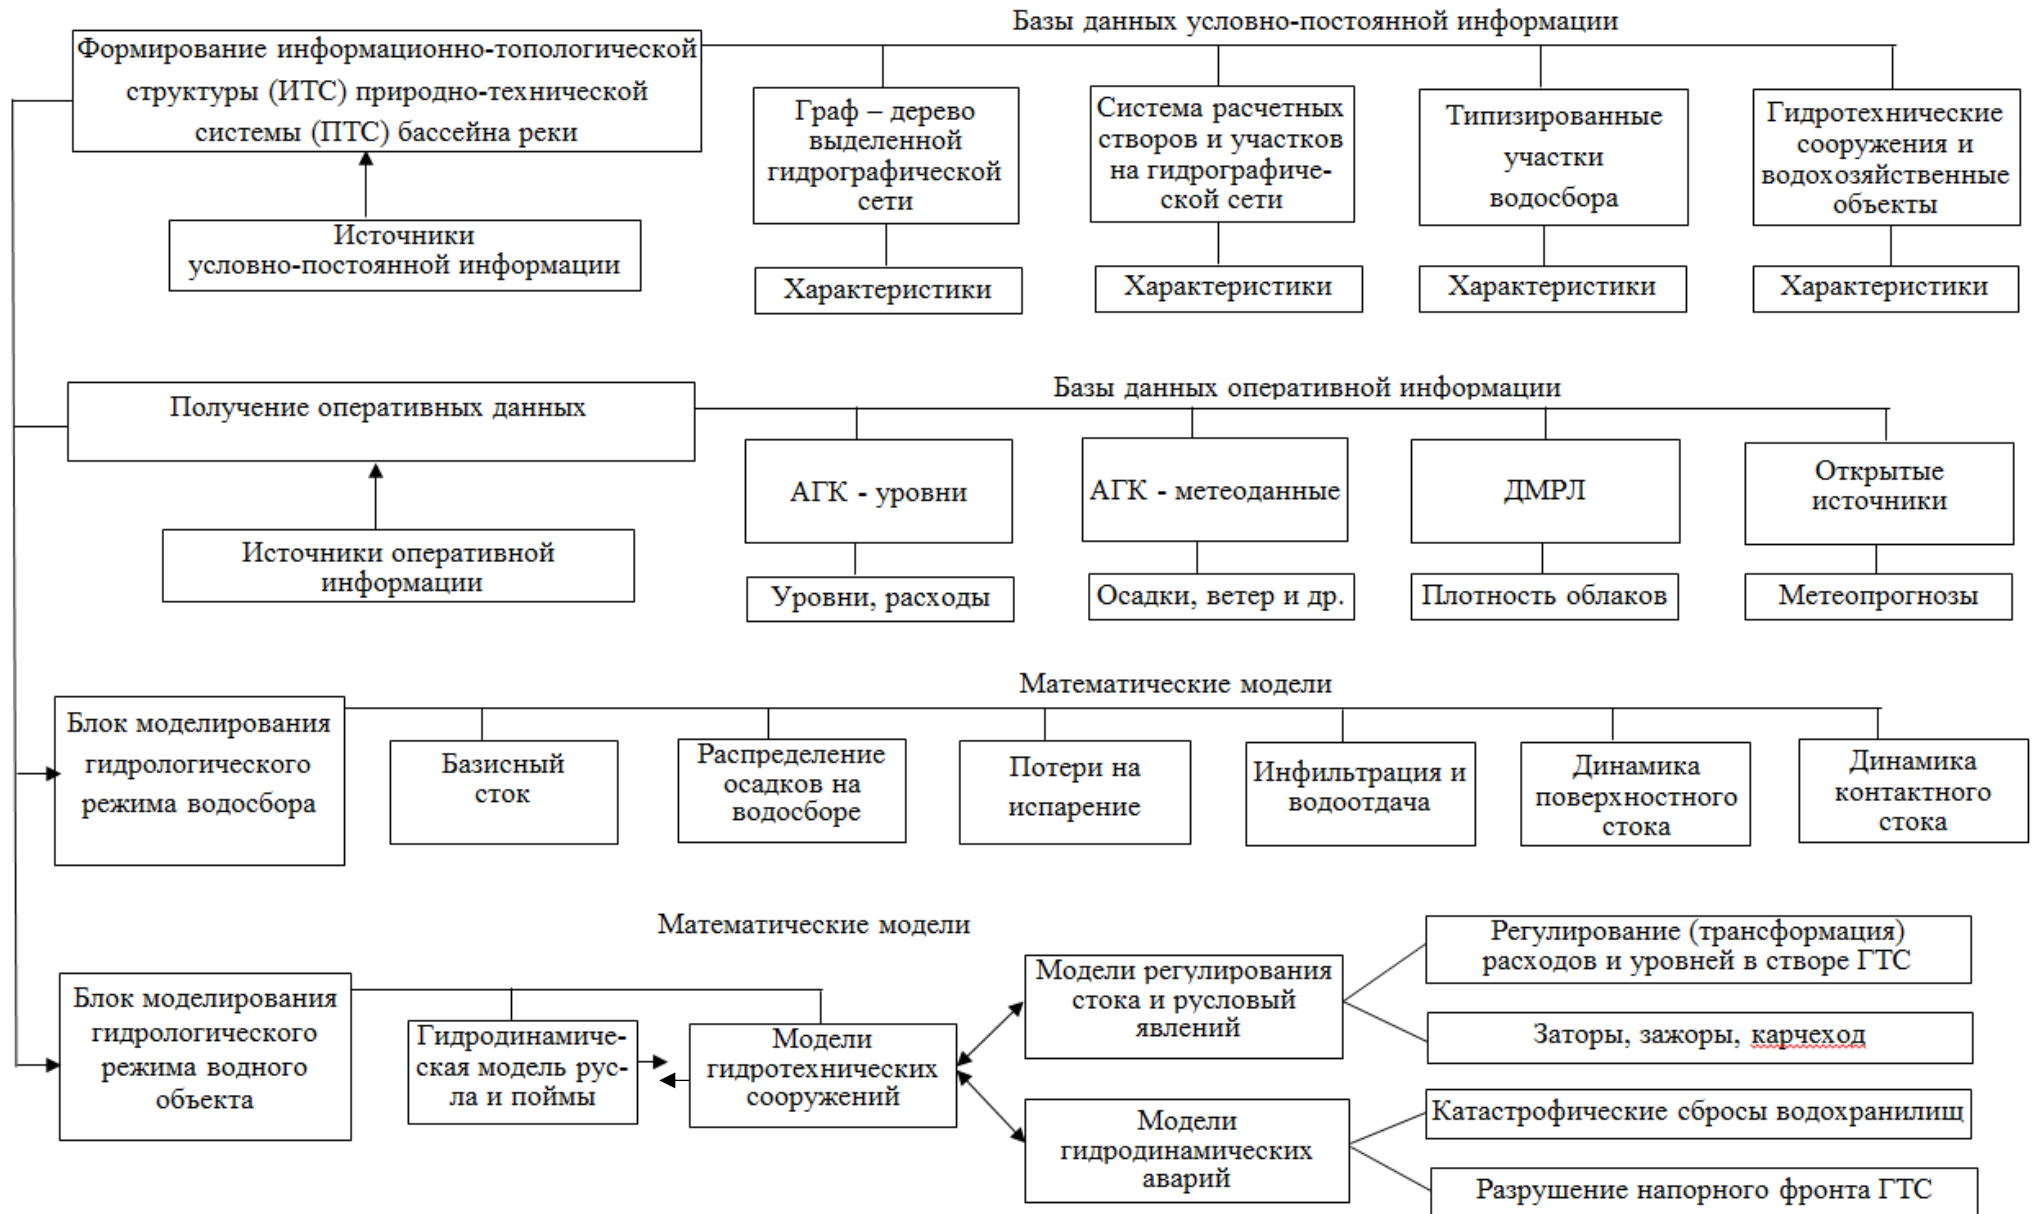 Базы данных условно-постоянной информации
Формирование информационно-топологической
структуры (ИТС) природно-технической
системы (ПТС) бассейна реки
Источники
условно-постоянной информации
Граф – дерево
выделенной
гидрографической
сети
Характеристики
Система расчетных
створов и участков
на гидрографиче-
ской сети
Характеристики
Типизированные
участки
водосбора
Характеристики
Гидротехнические
сооружения и
водохозяйственные
объекты
Характеристики
Базы данных оперативной информации
Получение оперативных данных
Источники оперативной
информации
АГК - уровни
Уровни, расходы
АГК - метеоданные
Осадки, ветер и др.
ДМРЛ
Плотность облаков
Открытые
источники
Метеопрогнозы
Математические модели
Блок моделирования
гидрологического
режима водосбора
Базисный
сток
Распределение
осадков на
водосборе
Потери на
испарение
Инфильтрация и
водоотдача
Динамика
поверхностного
стока
Динамика
контактного
стока
Математические модели
Блок моделирования
гидрологического
режима водного
объекта
Гидродинамиче-
ская модель рус-
ла и поймы
Модели
гидротехнических
сооружений
Модели регулирования
стока и русловый
явлений
Регулирование (трансформация)
расходов и уровней в створе ГТС
Заторы, зажоры, карчеход
Модели
гидродинамических
аварий
Катастрофические сбросы водохранилищ
Разрушение напорного фронта ГТС